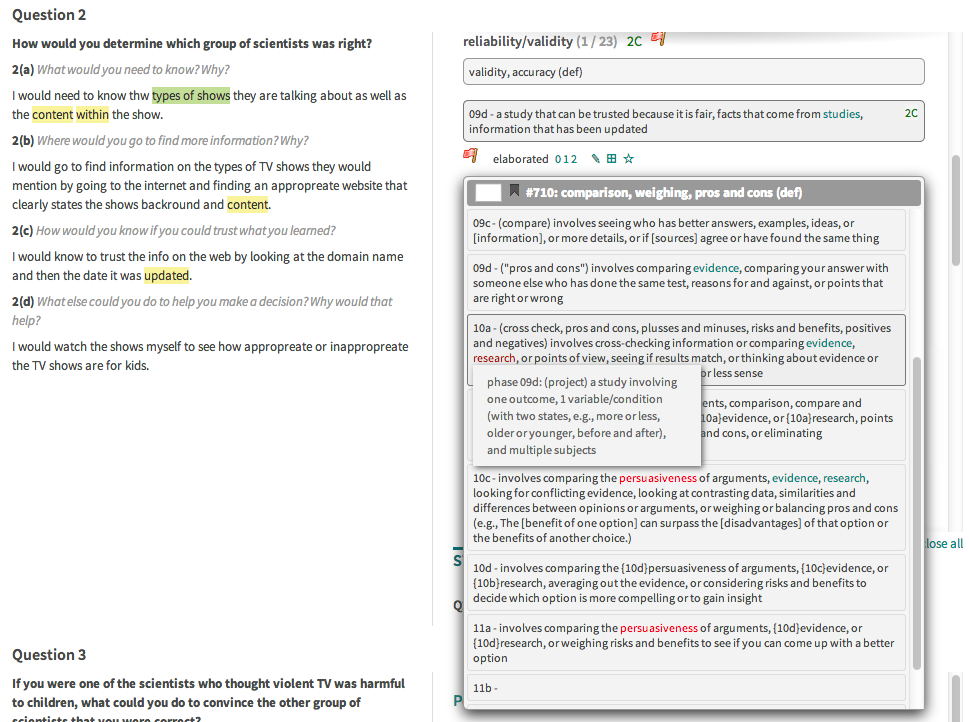 Question 2
How would you determine which group of scientists was right?
2(a) What would you need to know? Why?
I would need to know thw types of shows they are talking about as well as
the content within the show.
2(b) Where would you go to find more information? Why?
I would go to find information on the types of TV shows they would
mention by going to the internet and finding an appropreate website that
clearly states the shows backround and content.
2(c) How would you know if you could trust what you learned?
I would know to trust the info on the web by looking at the domain name
and then the date it was updated.
2(d) What else could you do to help you make a decision? Why would that
help?
I would watch the shows myself to see how appropreate or inappropreate
the TV shows are for kids.
Question 3
If you were one of the scientists who thought violent TV was harmful
to children, what could you do to convince the other group of
scientists that you were correct?
reliability/validity (1 / 23) 2C
validity, accuracy (def)
09d - a study that can be trusted because it is fair, facts that come from studies, 2C
information that has been updated
elaborated 0 1 2
#710: comparison, weighing, pros and cons (def)
09c - (compare) involves seeing who has better answers, examples, ideas, or
[information], or more details, or if [sources] agree or have found the same thing
09d - ("pros and cons") involves comparing evidence, comparing your answer with
someone else who has done the same test, reasons for and against, or points that
are right or wrong
10a - (cross check, pros and cons, plusses and minuses, risks and benefits, positives
and negatives) involves cross-checking information or comparing evidence,
research, or points of view, seeing if results match, or thinking about evidence or
or less sense
phase 09d: (project) a study involving
one outcome, 1 variable/condition
(with two states, e.g., more or less,
older or younger, before and after),
and multiple subjects
ents, comparison, compare and
10a}evidence, or {10a}research, points
and cons, or eliminating
10c - involves comparing the persuasiveness of arguments, evidence, research,
looking for conflicting evidence, looking at contrasting data, similarities and
differences between opinions or arguments, or weighing or balancing pros and cons
(e.g., The [benefit of one option] can surpass the [disadvantages] of that option or
the benefits of another choice.)
10d - involves comparing the {10d}persuasiveness of arguments, {10c}evidence, or
{10b}research, averaging out the evidence, or considering risks and benefits to
decide which option is more compelling or to gain insight
11a - involves comparing the persuasiveness of arguments, {10d}evidence, or
{10d}research, or weighing risks and benefits to see if you can come up with a better
option
11b -
lose all
S
Q
P